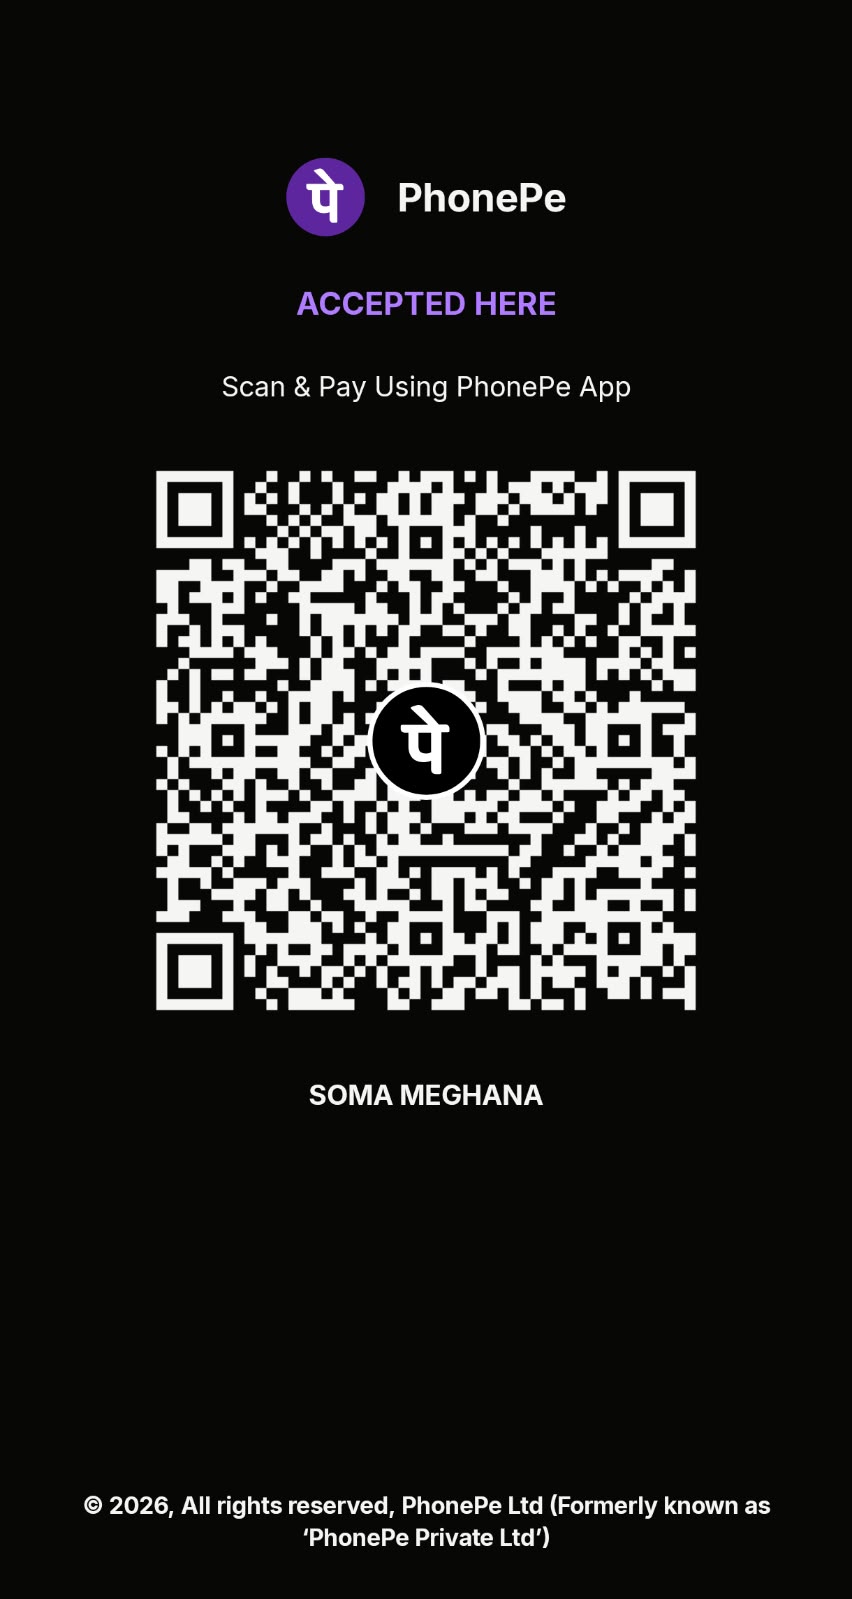 पे PhonePe
ACCEPTED HERE
Scan & Pay Using PhonePe App
पे
SOMA MEGHANA
© 2026, All rights reserved, PhonePe Ltd (Formerly known as
‘PhonePe Private Ltd’)